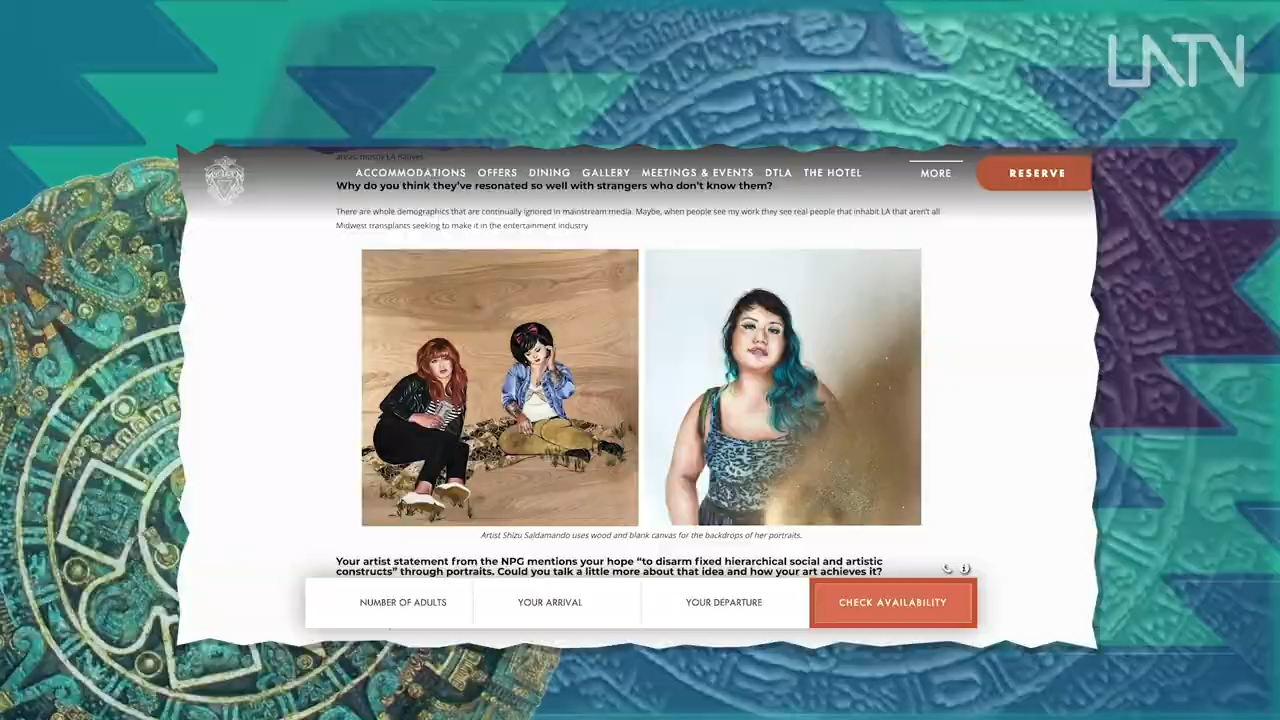 LATV
areas, mostly LA natives.
ACCOMMODATIONS OFFERS DINING GALLERY MEETINGS & EVENTS DTLA THE HOTEL MORE RESERVE
Why do you think they've resonated so well with strangers who don't know them?
There are whole demographics that are continually ignored in mainstream media. Maybe, when people see my work they see real people that inhabit LA that aren't all
Midwest transplants seeking to make it in the entertainment industry
Artist Shizu Saldamando uses wood and blank canvas for the backdrops of her portraits.
Your artist statement from the NPG mentions your hope “to disarm fixed hierarchical social and artistic
constructs” through portraits. Could you talk a little more about that idea and how your art achieves it?
NUMBER OF ADULTS YOUR ARRIVAL YOUR DEPARTURE CHECK AVAILABILITY